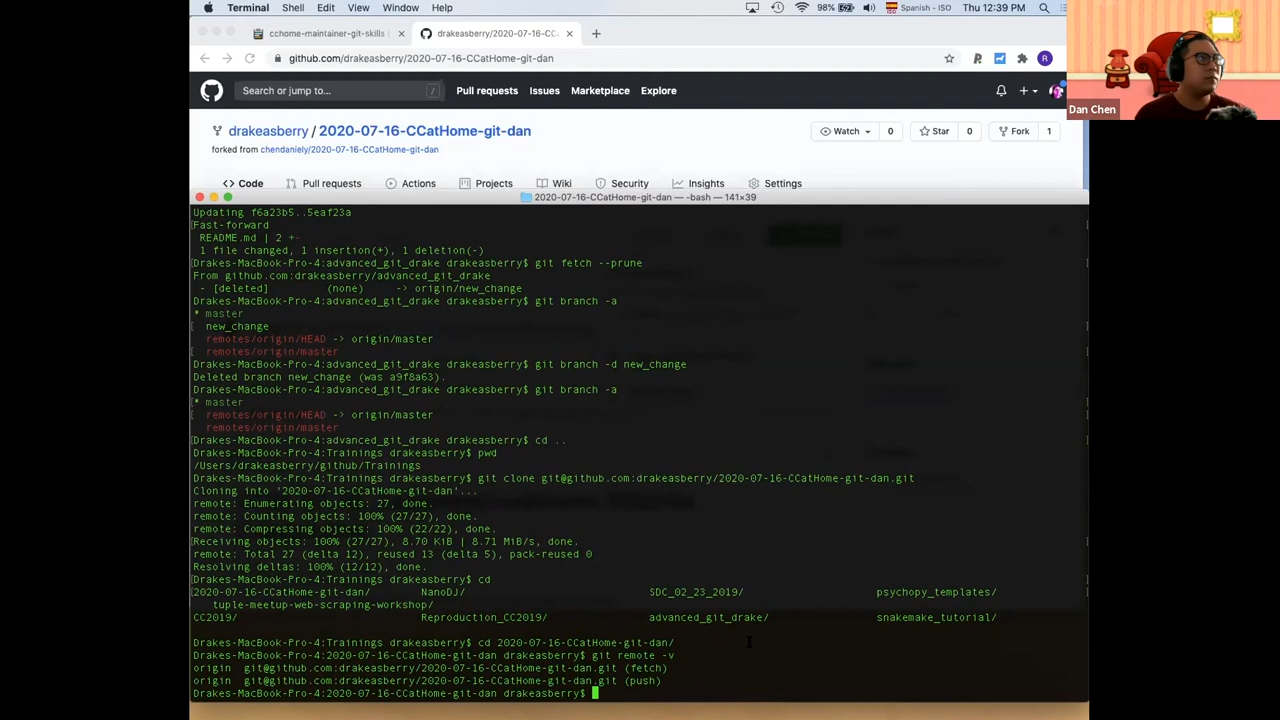 Terminal Shell Edit View Window Help 98% Spanish - ISO Thu 12:39 PM
cchome-maintainer-git-skills
drakeasberry/2020-07-16-CC
github.com/drakeasberry/2020-07-16-CCatHome-git-dan
R
Search or jump to... / Pull requests Issues Marketplace Explore
drakeasberry / 2020-07-16-CCatHome-git-dan
Watch 0 Star 0 Fork 1
forked from chendaniely/2020-07-16-CCatHome-git-dan
Code Pull requests Actions Projects Wiki Security Insights Settings
Dan Chen
2020-07-16-CCatHome-git-dan — -bash — 141×39
Updating f6a23b5..5eaf23a
Fast-forward
README.md | 2 +-
1 file changed, 1 insertion(+), 1 deletion(-)
Drakes-MacBook-Pro-4:advanced_git_drake drakeasberry$ git fetch --prune
From github.com:drakeasberry/advanced_git_drake
- [deleted] (none) -> origin/new_change
Drakes-MacBook-Pro-4:advanced_git_drake drakeasberry$ git branch -a
* master
new_change
remotes/origin/HEAD -> origin/master
remotes/origin/master
Drakes-MacBook-Pro-4:advanced_git_drake drakeasberry$ git branch -d new_change
Deleted branch new_change (was a9f8a63).
Drakes-MacBook-Pro-4:advanced_git_drake drakeasberry$ git branch -a
* master
remotes/origin/HEAD -> origin/master
remotes/origin/master
Drakes-MacBook-Pro-4:advanced_git_drake drakeasberry$ cd ..
Drakes-MacBook-Pro-4:Trainings drakeasberry$ pwd
/Users/drakeasberry/github/Trainings
Drakes-MacBook-Pro-4:Trainings drakeasberry$ git clone git@github.com:drakeasberry/2020-07-16-CCatHome-git-dan.git
Cloning into '2020-07-16-CCatHome-git-dan'...
remote: Enumerating objects: 27, done.
remote: Counting objects: 100% (27/27), done.
remote: Compressing objects: 100% (22/22), done.
Receiving objects: 100% (27/27), 8.70 KiB | 8.71 MiB/s, done.
remote: Total 27 (delta 12), reused 13 (delta 5), pack-reused 0
Resolving deltas: 100% (12/12), done.
Drakes-MacBook-Pro-4:Trainings drakeasberry$ cd
2020-07-16-CCatHome-git-dan/ NanoDJ/ SDC_02_23_2019/ psychopy_templates/
tuple-meetup-web-scraping-workshop/
CC2019/ Reproduction_CC2019/ advanced_git_drake/ snakemake_tutorial/
Drakes-MacBook-Pro-4:Trainings drakeasberry$ cd 2020-07-16-CCatHome-git-dan/
Drakes-MacBook-Pro-4:2020-07-16-CCatHome-git-dan drakeasberry$ git remote -v
origin git@github.com:drakeasberry/2020-07-16-CCatHome-git-dan.git (fetch)
origin git@github.com:drakeasberry/2020-07-16-CCatHome-git-dan.git (push)
Drakes-MacBook-Pro-4:2020-07-16-CCatHome-git-dan drakeasberry$